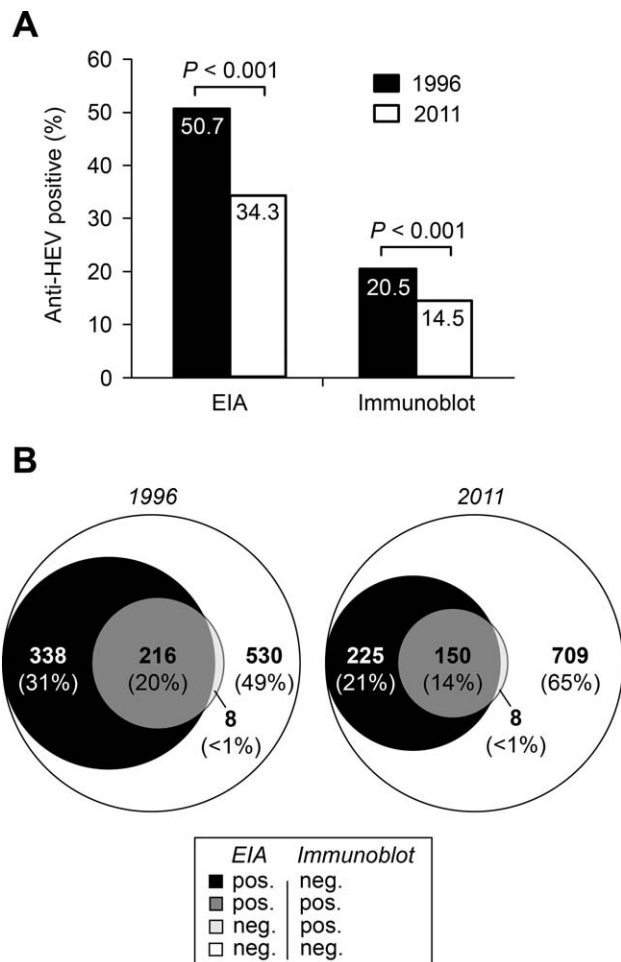 A
Anti-HEV positive (%)
60
50
40
30
20
10
0
P < 0.001
50.7
34.3
P < 0.001
20.5
14.5
1996
2011
EIA
Immunoblot
B
1996
338
(31%)
216
(20%)
530
(49%)
8
(<1%)
2011
225
(21%)
150
(14%)
709
(65%)
8
(<1%)
EIA Immunoblot
pos. neg.
pos. pos.
neg. pos.
neg. neg.